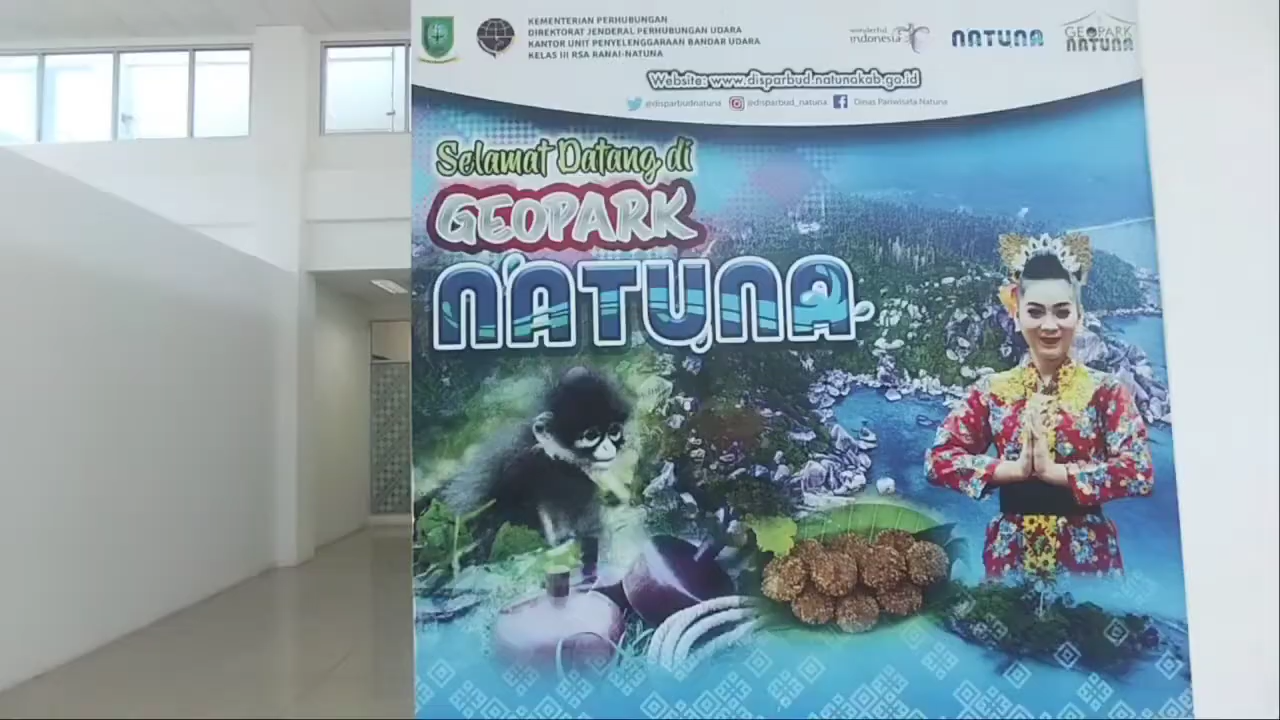 KEMENTERIAN PERHUBUNGAN
DIREKTORAT JENDERAL PERHUBUNGAN UDARA
KANTOR UNIT PENYELENGGARAAN BANDAR UDARA
KELAS III RSA RANAI-NATUNA
wonderful
indonesia
NATUNA
GEOPARK
NATUNA
Website: www.disparbud.natunakab.go.id
@disparbudnatuna @disparbud_natuna Dinas Pariwisata Natuna
Selamat Datang di
GEOPARK
NATUNA